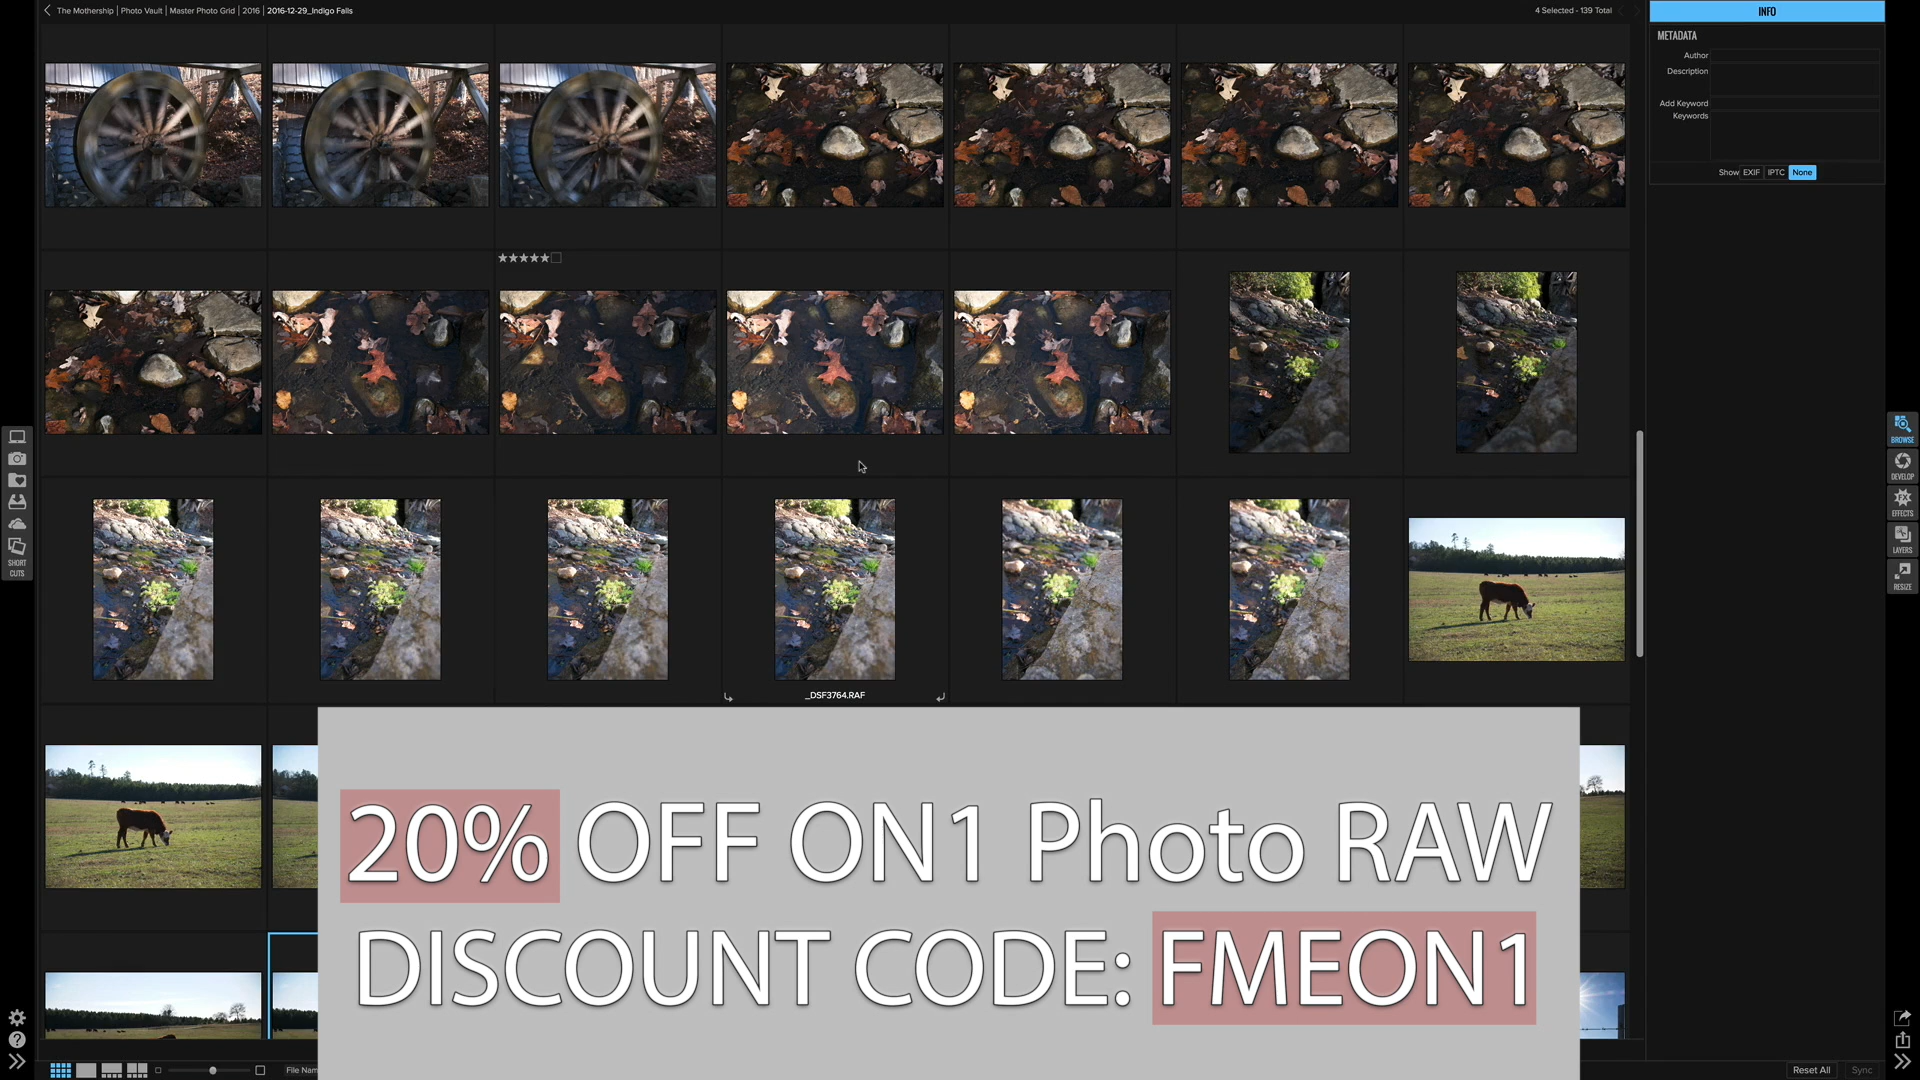 The Mothership | Photo Vault | Master Photo Grid | 2016 | 2016-12-29_Indigo Falls
4 Selected - 139 Total
INFO
METADATA
Author
Description
Add Keyword
Keywords
Show EXIF IPTC None
SHORT
CUTS
BROWSE
DEVELOP
EFFECTS
LAYERS
RESIZE
_DSF3764.RAF
20% OFF ON1 Photo RAW
DISCOUNT CODE: FMEON1
File Nam
Reset All
Sync